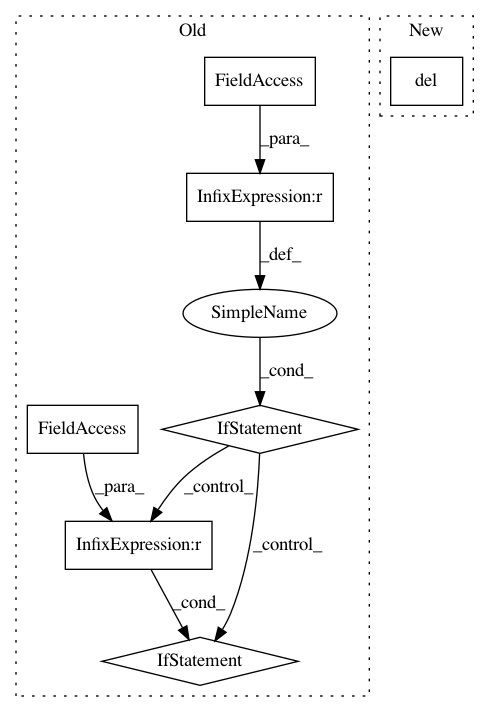 Old
New
FieldAccess
del
_para_
InfixExpression:r
_def_
SimpleName
_cond_
FieldAccess
IfStatement
_para_
_control_
InfixExpression:r
_control_
_cond_
IfStatement